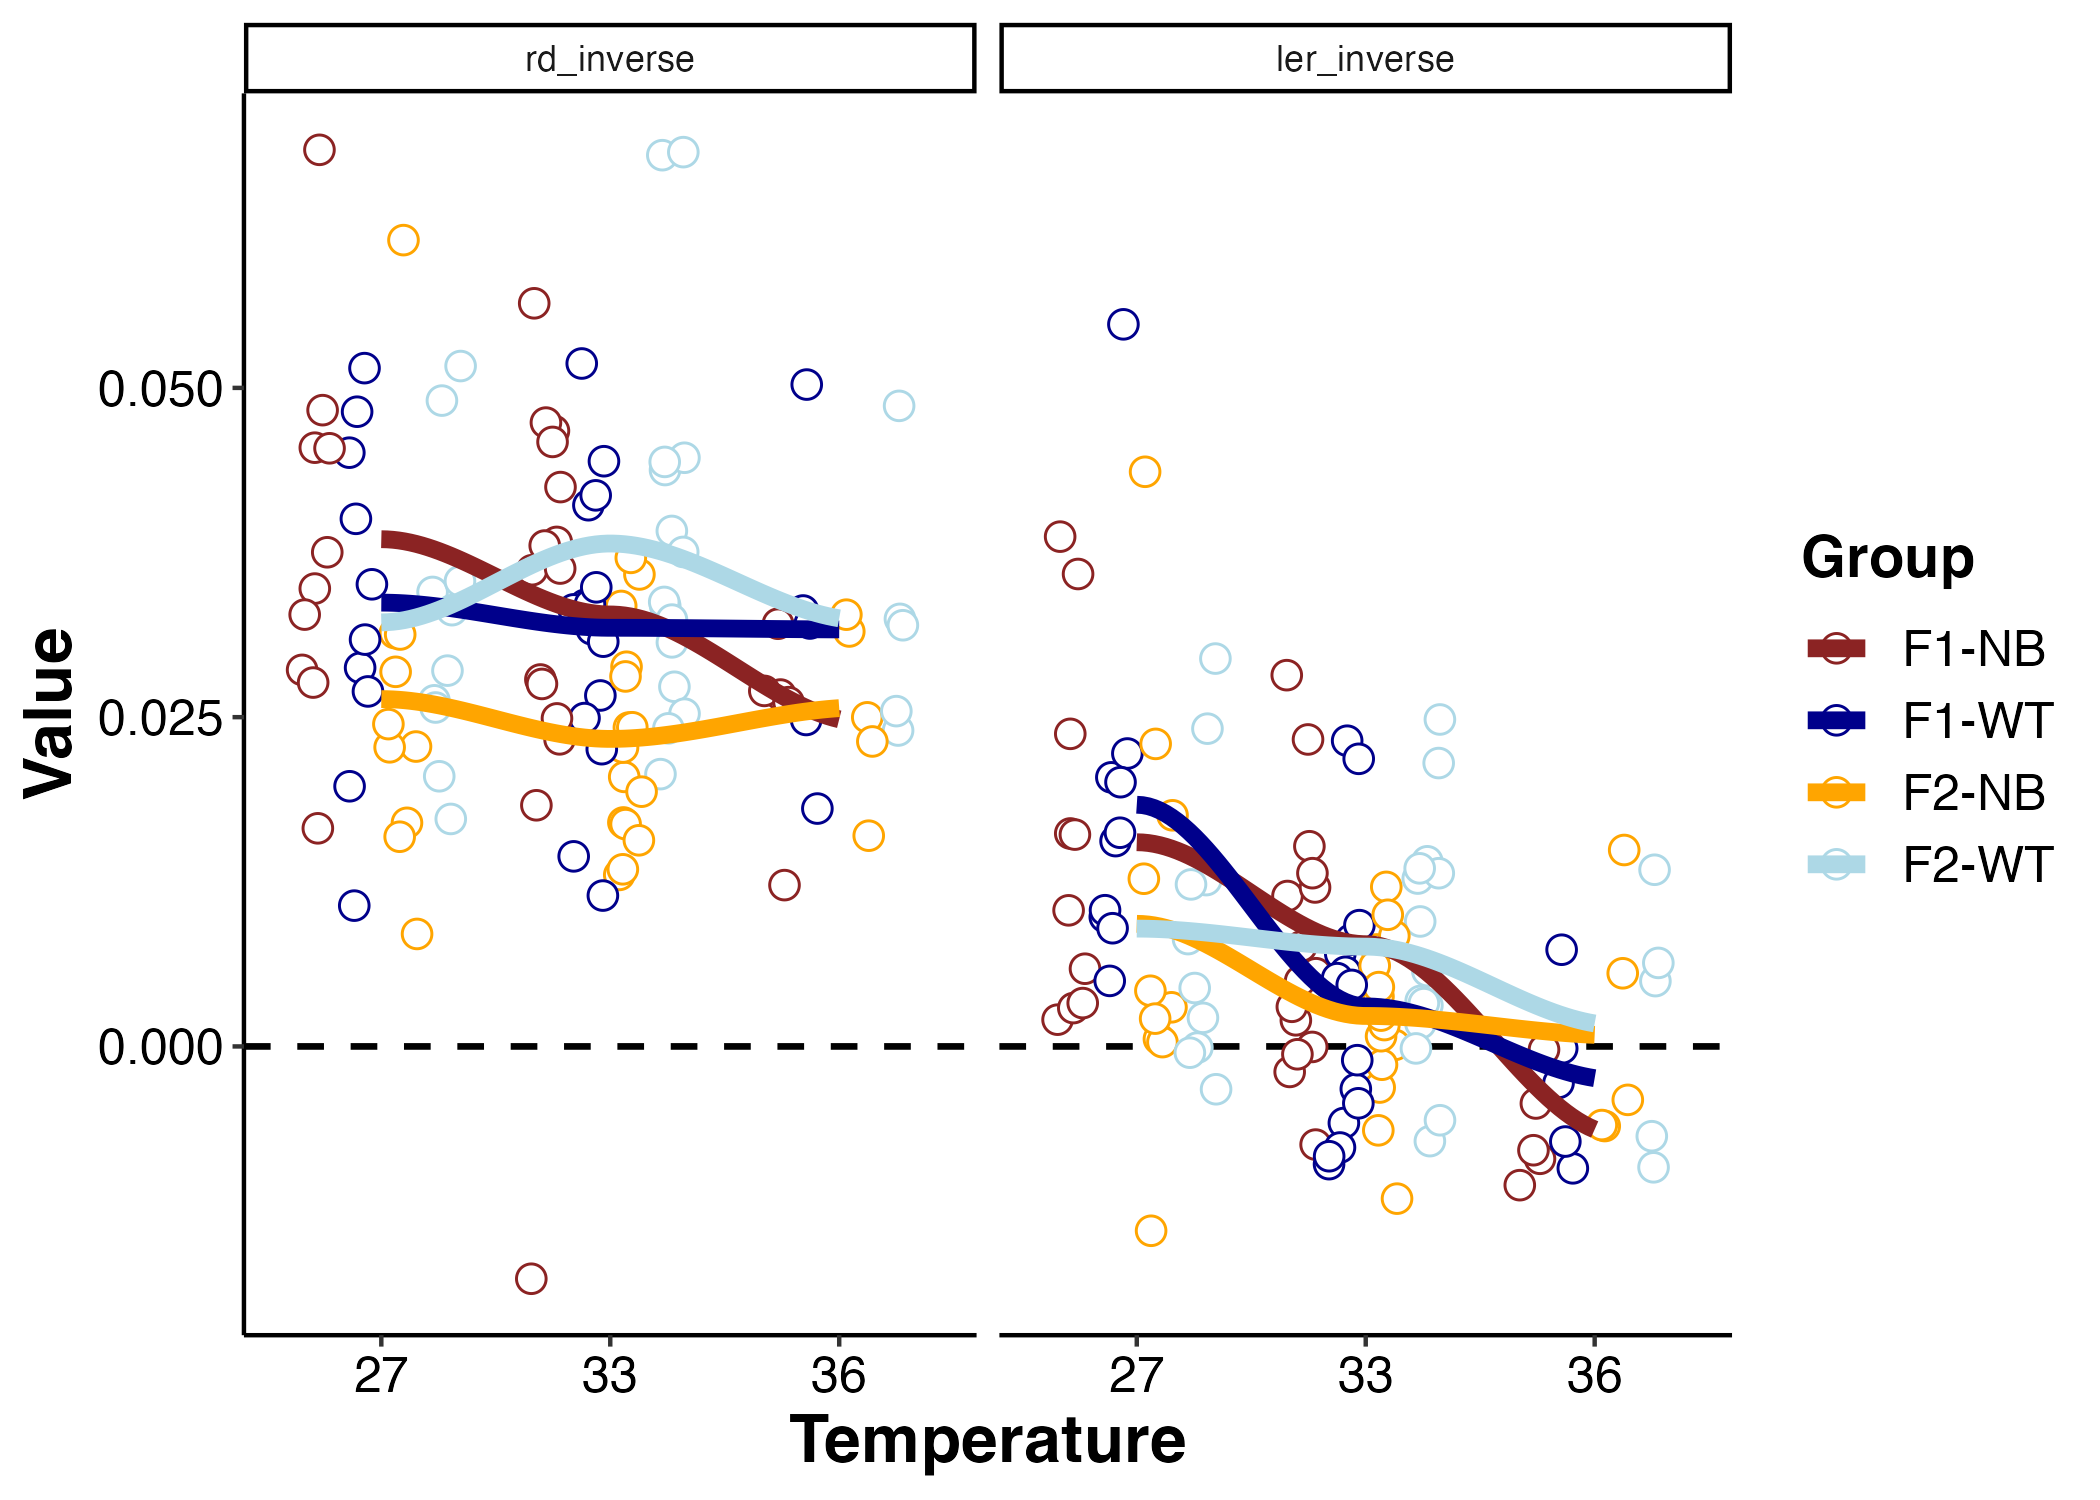 rd_inverse
ler_inverse
Value
0.050
0.025
0.000
27
33
36
27
33
36
Temperature
Group
F1-NB
F1-WT
F2-NB
F2-WT